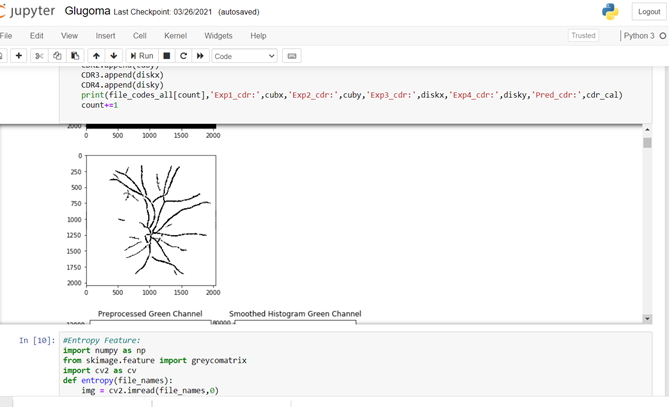 jupyter Glugoma Last Checkpoint 03/26/2021 (autosaved)
Logout
File Edit View Insert Cell Kernel Widgets Help
Trusted Python 3
Run Code
CDR3.append(diskx)
CDR4.append(disky)
print(file_codes_all[count],'Exp1_cdr:',cubx,'Exp2_cdr:',cuby,'Exp3_cdr:',diskx,'Exp4_cdr:',disky,'Pred_cdr:',cdr_cal)
count+=1
2000
0 500 1000 1500 2000
0
250
500
750
1000
1250
1500
1750
2000
0 500 1000 1500 2000
Preprocessed Green Channel Smoothed Histogram Green Channel
In [10]: #Entropy Feature:
import numpy as np
from skimage.feature import greycomatrix
import cv2 as cv
def entropy(file_names):
img = cv2.imread(file_names,0)